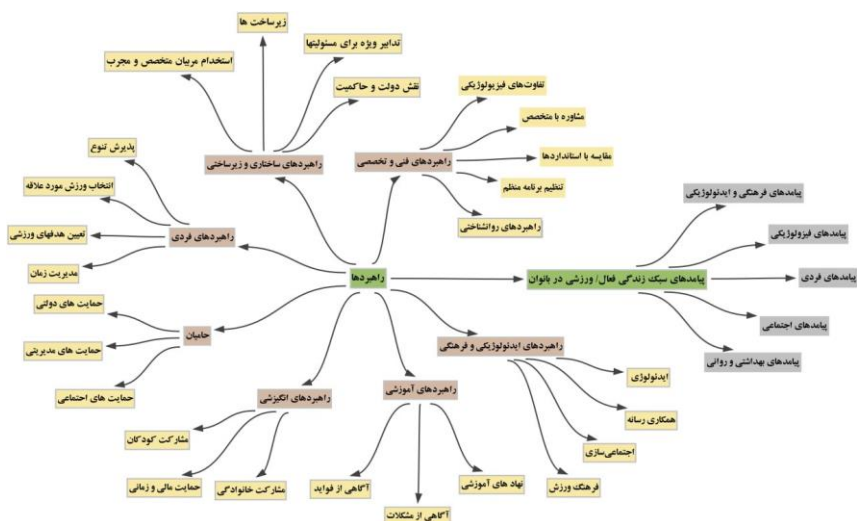 زیرساخت ها
تدابیر ویژه برای مسئولیتها
استخدام مربیان متخصص و مجرب
نقش دولت و حاکمیت
راهبردهای ساختاری و زیرساختی
تفاوت‌های فیزیولوژیکی
مشاوره با متخصص
مقایسه با استانداردها
تنظیم برنامه منظم
راهبردهای روانشناختی
راهبردهای فنی و تخصصی
پذیرش تنوع
انتخاب ورزش مورد علاقه
تعیین هدفهای ورزشی
مدیریت زمان
راهبردهای فردی
راهبردها
پیامدهای سبک زندگی فعال/ ورزشی در بانوان
پیامدهای فرهنگی و ایدئولوژیکی
پیامدهای فیزولوژیکی
پیامدهای فردی
پیامدهای اجتماعی
پیامدهای بهداشتی و روانی
حمایت های دولتی
حمایت های مدیریتی
حمایت های اجتماعی
حامیان
راهبردهای انگیزشی
مشارکت کودکان
حمایت مالی و زمانی
مشارکت خانوادگی
راهبردهای آموزشی
آگاهی از فواید
آگاهی از مشکلات
نهاد های آموزشی
راهبردهای ایدئولوژیکی و فرهنگی
ایدئولوژی
همکاری رسانه
اجتماعی‌سازی
فرهنگ ورزش